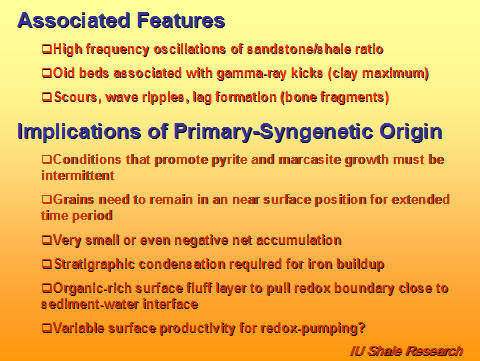 Associated Features
❑High frequency oscillations of sandstone/shale ratio
❑Oid beds associated with gamma-ray kicks (clay maximum)
❑Scours, wave ripples, lag formation (bone fragments)
Implications of Primary-Syngenetic Origin
❑Conditions that promote pyrite and marcasite growth must be
intermittent
❑Grains need to remain in an near surface position for extended
time period
❑Very small or even negative net accumulation
❑Stratigraphic condensation required for iron buildup
❑Organic-rich surface fluff layer to pull redox boundary close to
sediment-water interface
❑Variable surface productivity for redox-pumping?
IU Shale Research